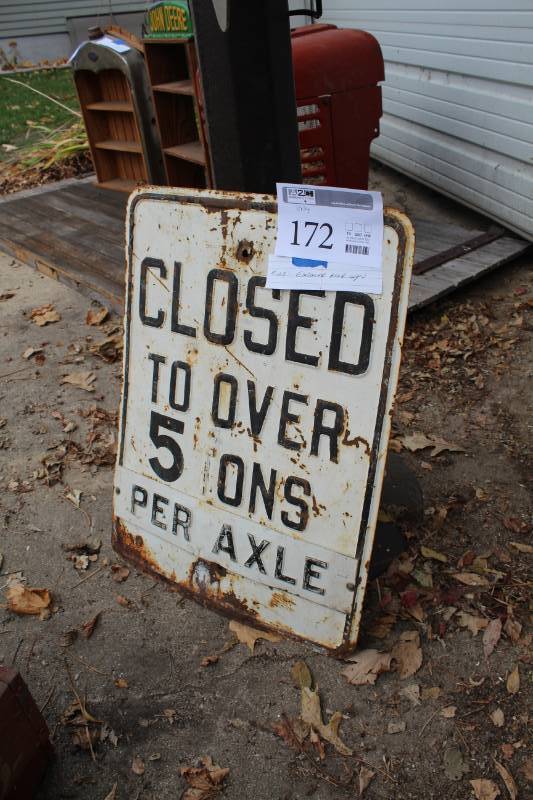 JOHN DEERE
172
CLOSED
TO OVER
5 ONS
PER AXLE